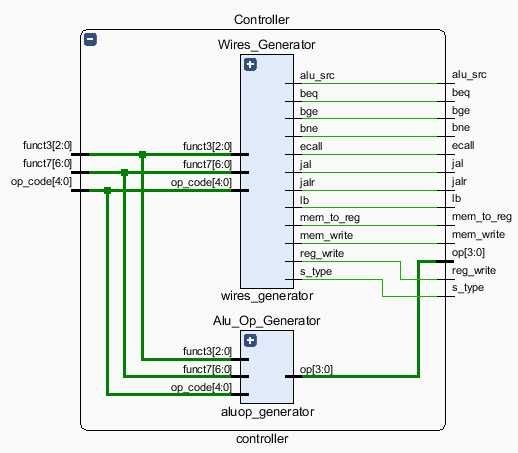 Controller
Wires_Generator
alu_src
alu_src
beq
beq
bge
bge
bne
bne
funct3[2:0]
funct3[2:0]
ecall
ecall
funct7[6:0]
funct7[6:0]
jal
jal
op_code[4:0]
op_code[4:0]
jalr
jalr
lb
lb
mem_to_reg
mem_to_reg
mem_write
mem_write
reg_write
op[3:0]
s_type
reg_write
s_type
wires_generator
Alu_Op_Generator
funct3[2:0]
funct7[6:0]
op[3:0]
op_code[4:0]
aluop_generator
controller